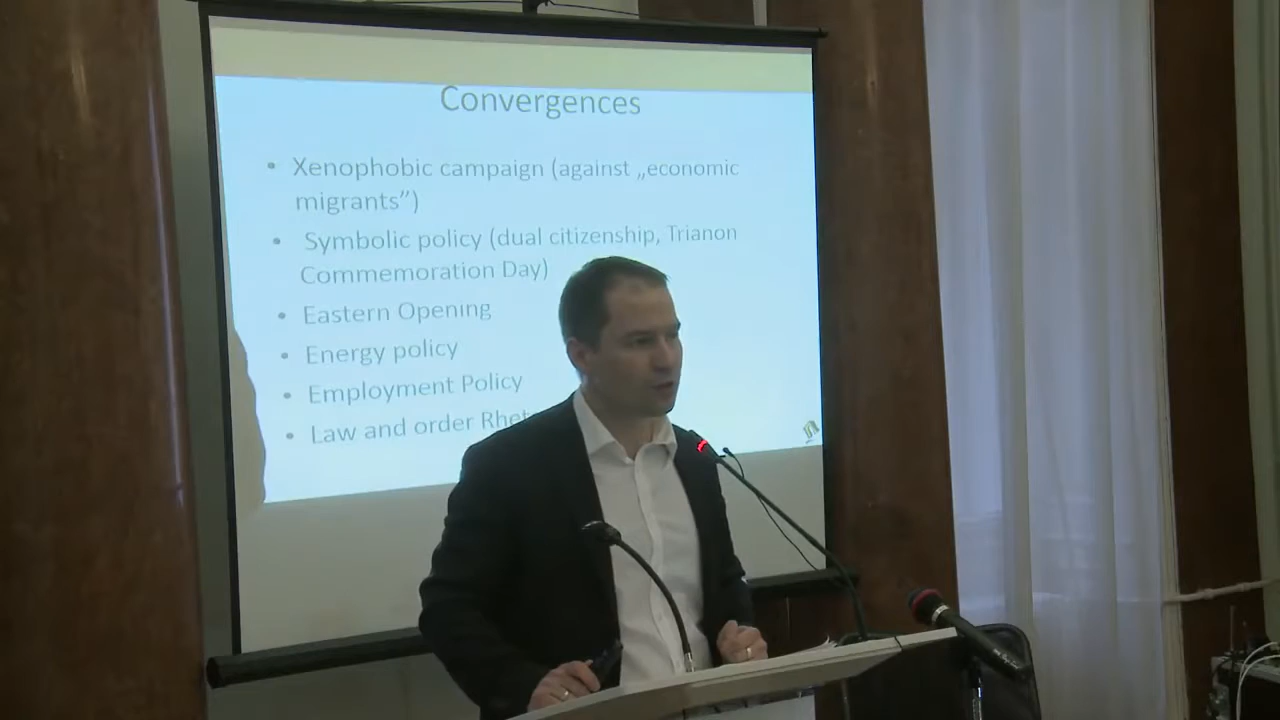 Convergences
• Xenophobic campaign (against „economic
migrants”)
• Symbolic policy (dual citizenship, Trianon
Commemoration Day)
• Eastern Opening
• Energy policy
• Employment Policy
• Law and order